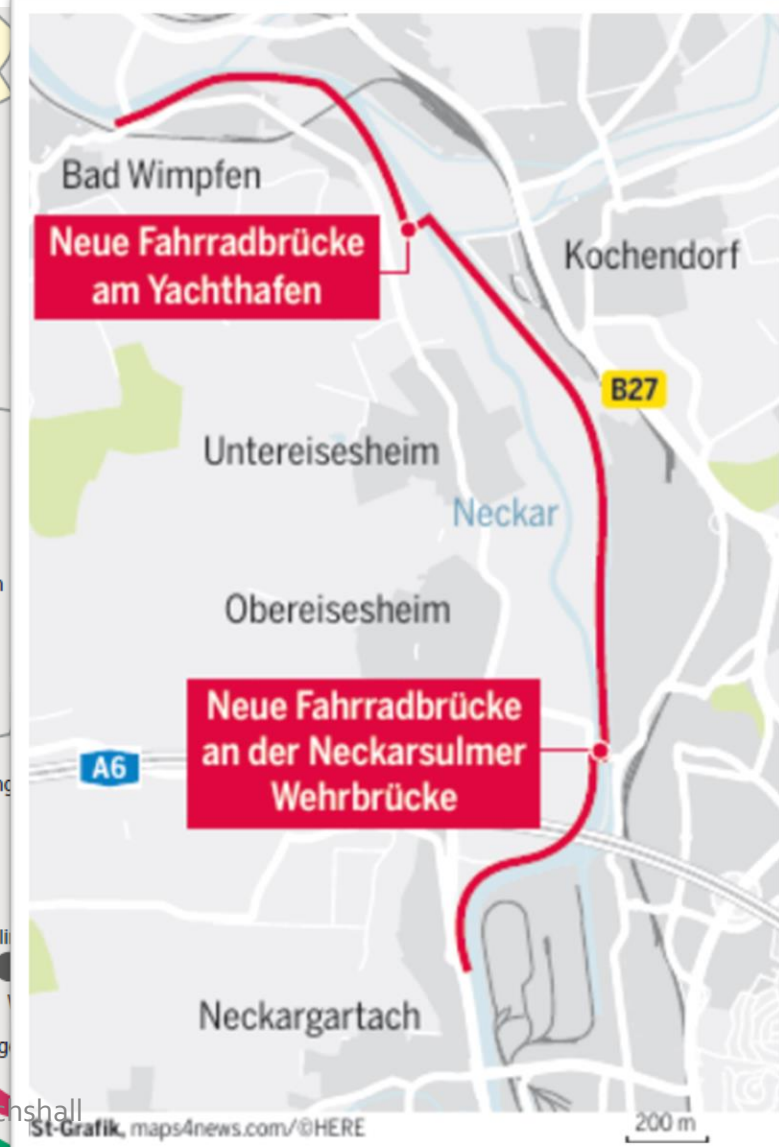 Bad Wimpfen
Neue Fahrradbrücke
am Yachthafen
Kochendorf
B27
Untereisesheim
Neckar
Obereisesheim
Neue Fahrradbrücke
an der Neckarsulmer
Wehrbrücke
A6
Neckargartach
chshall
St-Grafik, maps4news.com/©HERE
200 m